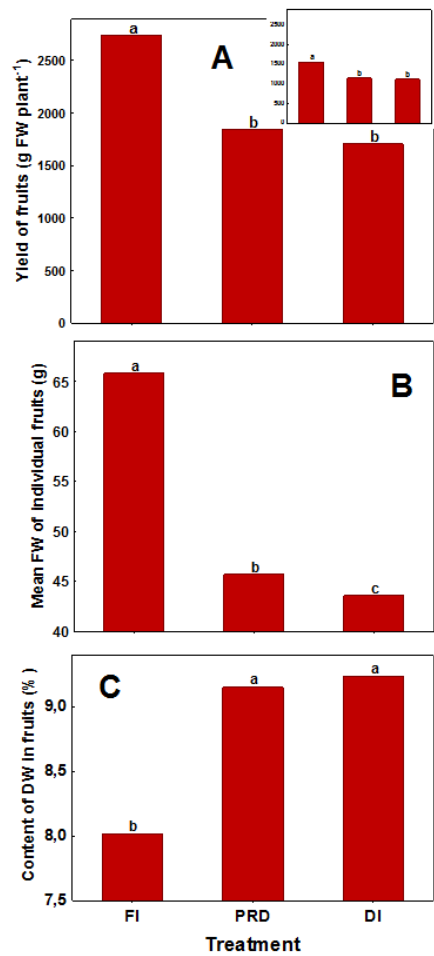 A
Yield of fruits (g FW plant-1)
2500
2000
1500
1000
500
0
a
b
b
2500
2000
1500
1000
500
0
a
b
b
B
Mean FW of Individual fruits (g)
65
60
55
50
45
40
a
b
c
C
Content of DW in fruits (% )
9,0
8,5
8,0
7,5
b
a
a
FI PRD DI
Treatment